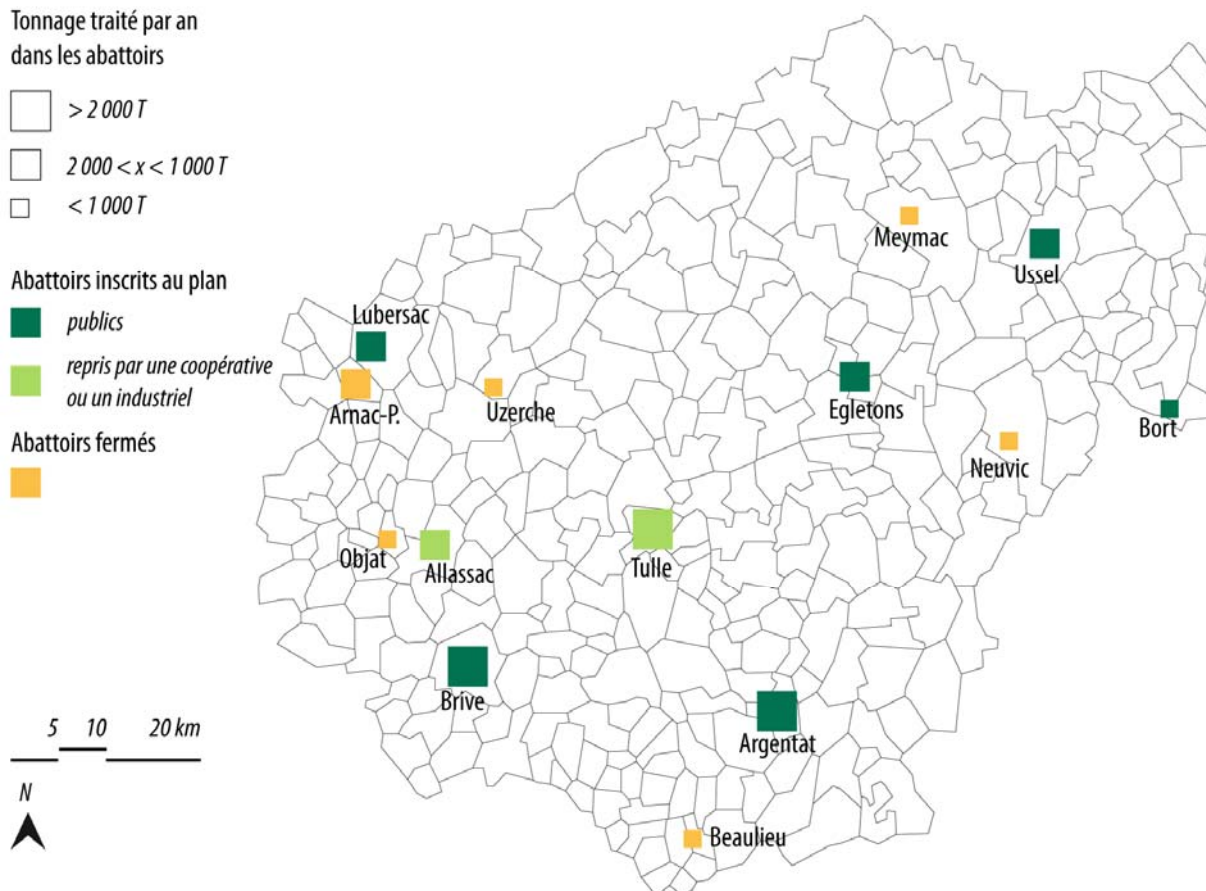 Tonnage traité par an
dans les abattoirs
> 2 000 T
2 000 < x < 1 000 T
< 1 000 T
Abattoirs inscrits au plan
publics
repris par une coopérative
ou un industriel
Abattoirs fermés
5 10 20 km
N
Meymac
Ussel
Lubersac
Arnac-P.
Uzerche
Egletons
Bort
Neuvic
Objat
Allassac
Tulle
Brive
Argentat
Beaulieu